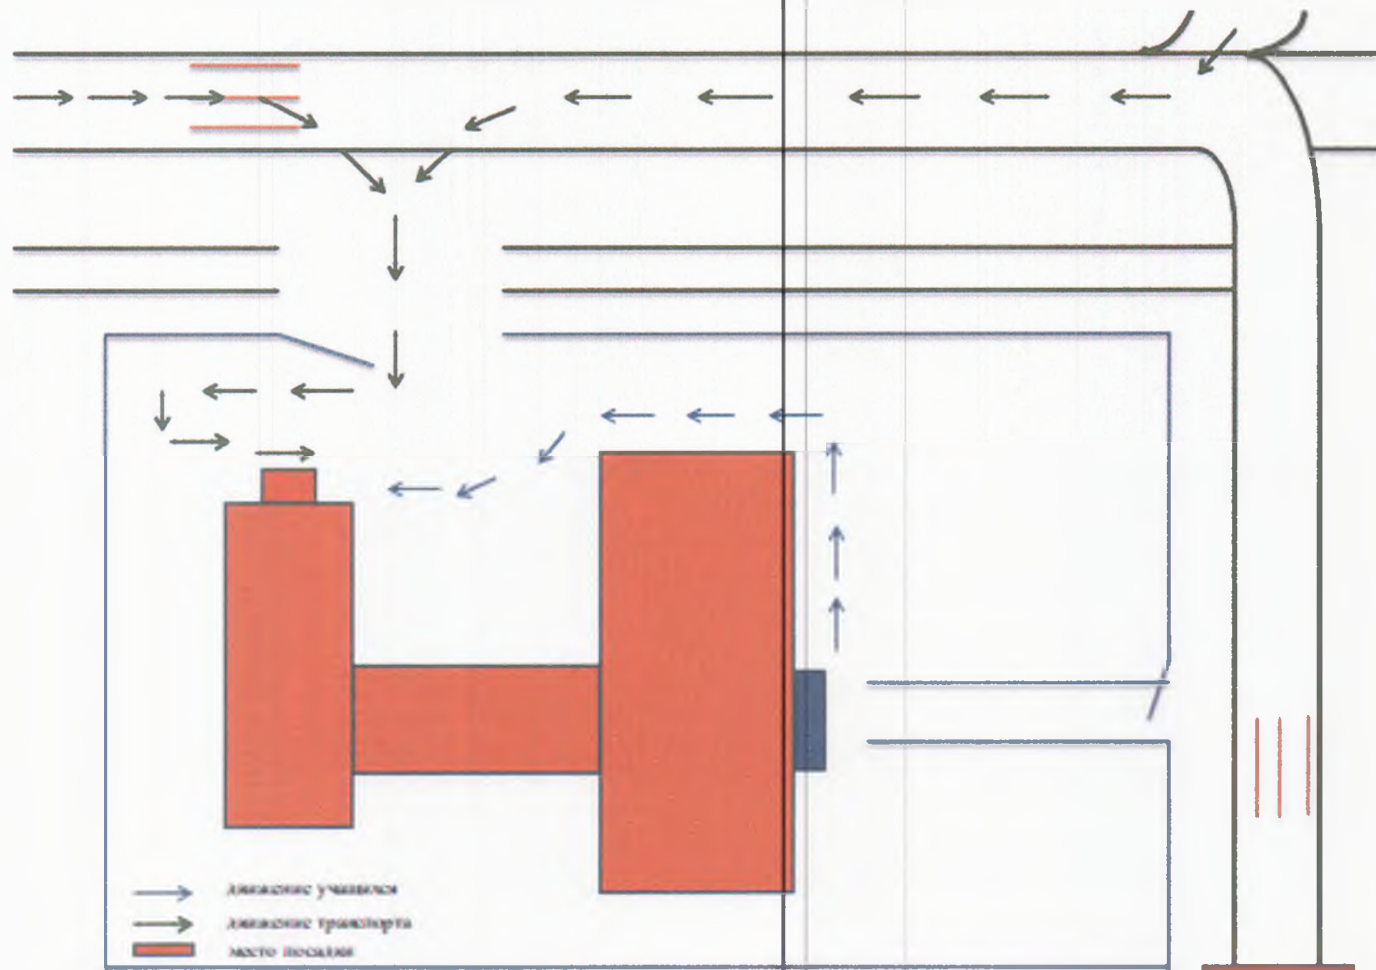 движение учащихся
движение транспорта
место посадки